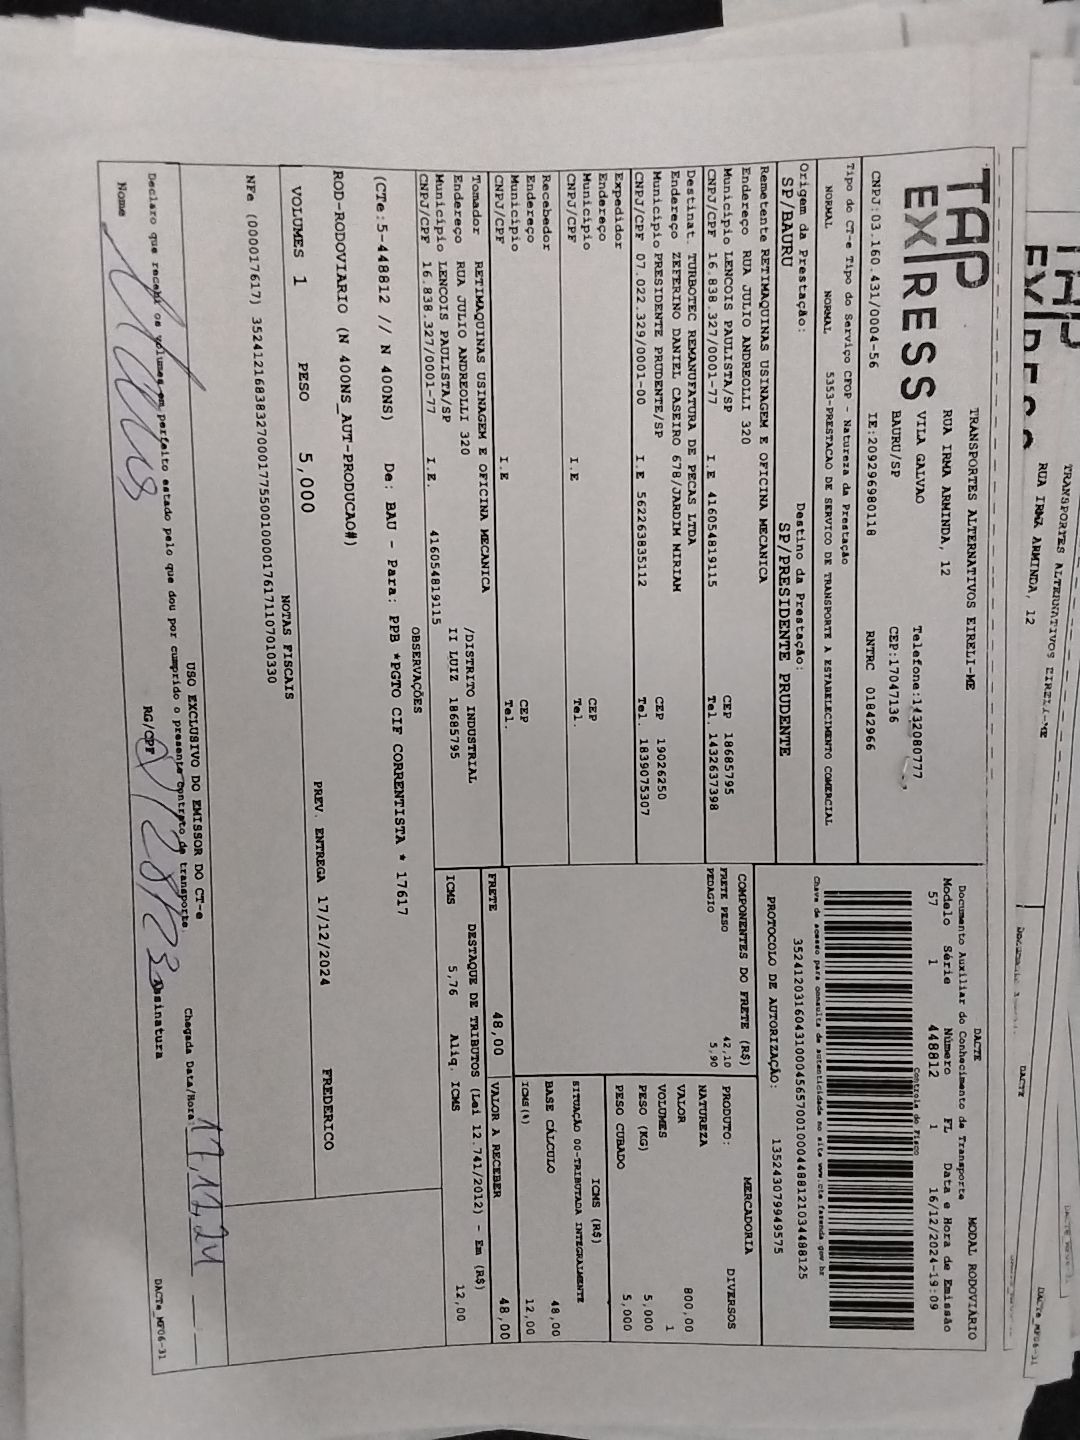 TAP
EXPRESS
TRANSPORTES ALTERNATIVOS EIRELI-ME
RUA IRMA ARMINDA, 12
VILA GALVAO
Telefone:1432080777
BAURU/SP
CEP:17047136
CNPJ:03.160.431/0004-56
IE:209296980118
RNTRC 01842966
DACTE
MODAL RODOVIÁRIO
Documento Auxiliar do Conhecimento de Transporte
Modelo Série Número FL Data e Hora de Emissão
57 1 448812 1 16/12/2024-19:09
Controle do Fisco
Chave de acesso para consulta de autenticidade no site www.cte.fazenda.gov.br
35241203160431000456570010004488121034488125
PROTOCOLO DE AUTORIZAÇÃO:
135243079949575
Tipo do CT-e Tipo do Serviço CFOP - Natureza da Prestação
NORMAL NORMAL 5353-PRESTACAO DE SERVICO DE TRANSPORTE A ESTABELECIMENTO COMERCIAL
Origem da Prestação: Destino da Prestação:
SP/BAURU SP/PRESIDENTE PRUDENTE
Remetente RETIMAQUINAS USINAGEM E OFICINA MECANICA
Endereço RUA JULIO ANDREOLLI 320
Município LENCOIS PAULISTA/SP CEP 18685795
CNPJ/CPF 16.838.327/0001-77 I.E 416054819115 Tel. 1432637398
Destinat. TURBOTEC REMANUFATURA DE PECAS LTDA
Endereço ZEFERINO DANIEL CASEIRO 678/JARDIM MIRIAM
Município PRESIDENTE PRUDENTE/SP CEP 19026250
CNPJ/CPF 07.022.329/0001-00 I.E 562263835112 Tel. 1839075307
Expedidor
Endereço
Município CEP
CNPJ/CPF I.E Tel.
Recebedor
Endereço
Município CEP
CNPJ/CPF I.E Tel.
Tomador RETIMAQUINAS USINAGEM E OFICINA MECANICA
Endereço RUA JULIO ANDREOLLI 320 /DISTRITO INDUSTRIAL
Município LENCOIS PAULISTA/SP II LUIZ 18685795
CNPJ/CPF 16.838.327/0001-77 I.E. 416054819115
COMPONENTES DO FRETE (R$)
FRETE PESO 42,10
PEDAGIO 5,90
PRODUTO: MERCADORIA
NATUREZA DIVERSOS
VALOR 800,00
VOLUMES 1
PESO (KG) 5,000
PESO CUBADO 5,000
ICMS (R$)
SITUAÇÃO 00-TRIBUTADA INTEGRALMENTE
BASE CÁLCULO 48,00
ICMS(%) 12,00
FRETE 48,00
VALOR A RECEBER 48,00
DESTAQUE DE TRIBUTOS (Lei 12.741/2012) - Em (R$)
ICMS 5,76 Aliq. ICMS 12,00
OBSERVAÇÕES
(CTe:5-448812 // N 400NS) De: BAU - Para: PPB *PGTO CIF CORRENTISTA * 17617
ROD-RODOVIARIO (N 400NS_AUT-PRODUCAO#)
PREV. ENTREGA 17/12/2024
FREDERICO
VOLUMES 1 PESO 5,000
NOTAS FISCAIS
NFe (000017617) 35241216838327000177550010000176171107010330
USO EXCLUSIVO DO EMISSOR DO CT-e
Declaro que recebi os volumes em perfeito estado pelo que dou por cumprido o presente contrato de transporte.
Chegada Data/Hora:
Nome RG/CPF Assinatura
DACTe_MP06-31
TRANSPORTES ALTERNATIVOS EIRELI-ME
RUA IRMA ARMINDA, 12
DACTE
DACTe_MP06-31